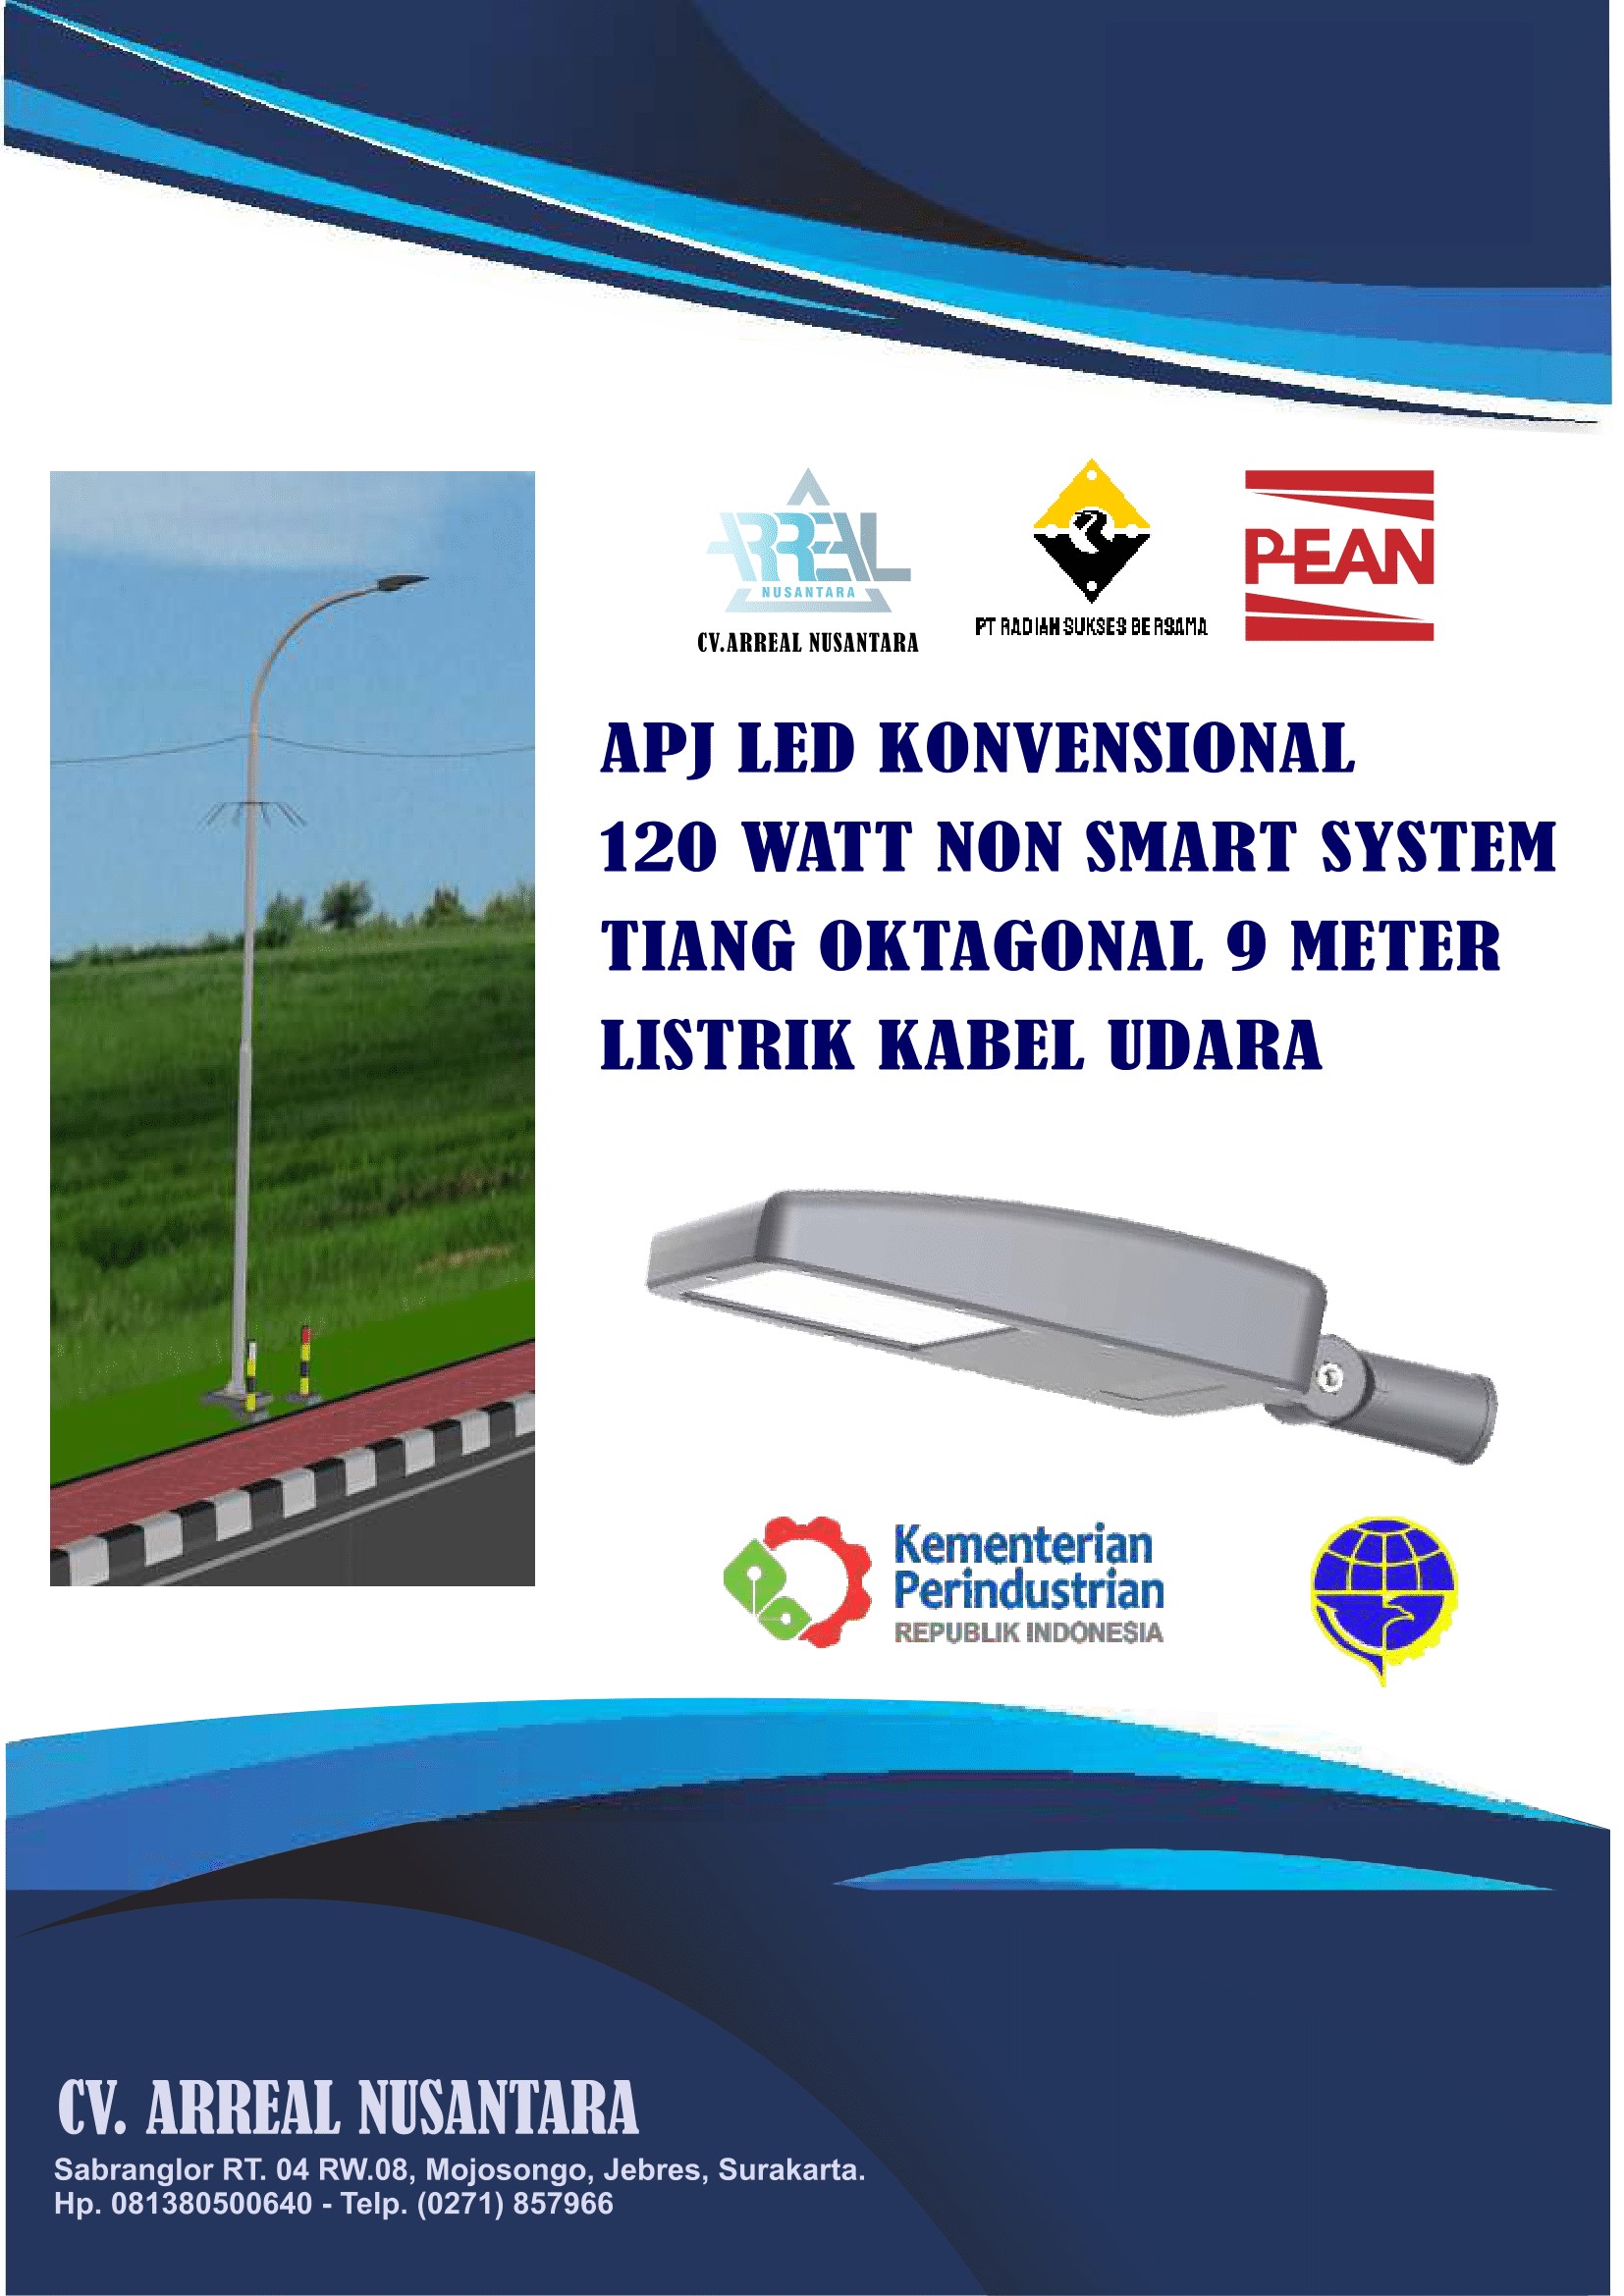 ARREAL
NUSANTARA
CV.ARREAL NUSANTARA
PT RADIAH SUKSES BERSAMA
PEAN
APJ LED KONVENSIONAL
120 WATT NON SMART SYSTEM
TIANG OKTAGONAL 9 METER
LISTRIK KABEL UDARA
Kementerian
Perindustrian
REPUBLIK INDONESIA
CV. ARREAL NUSANTARA
Sabranglor RT. 04 RW.08, Mojosongo, Jebres, Surakarta.
Hp. 081380500640 - Telp. (0271) 857966